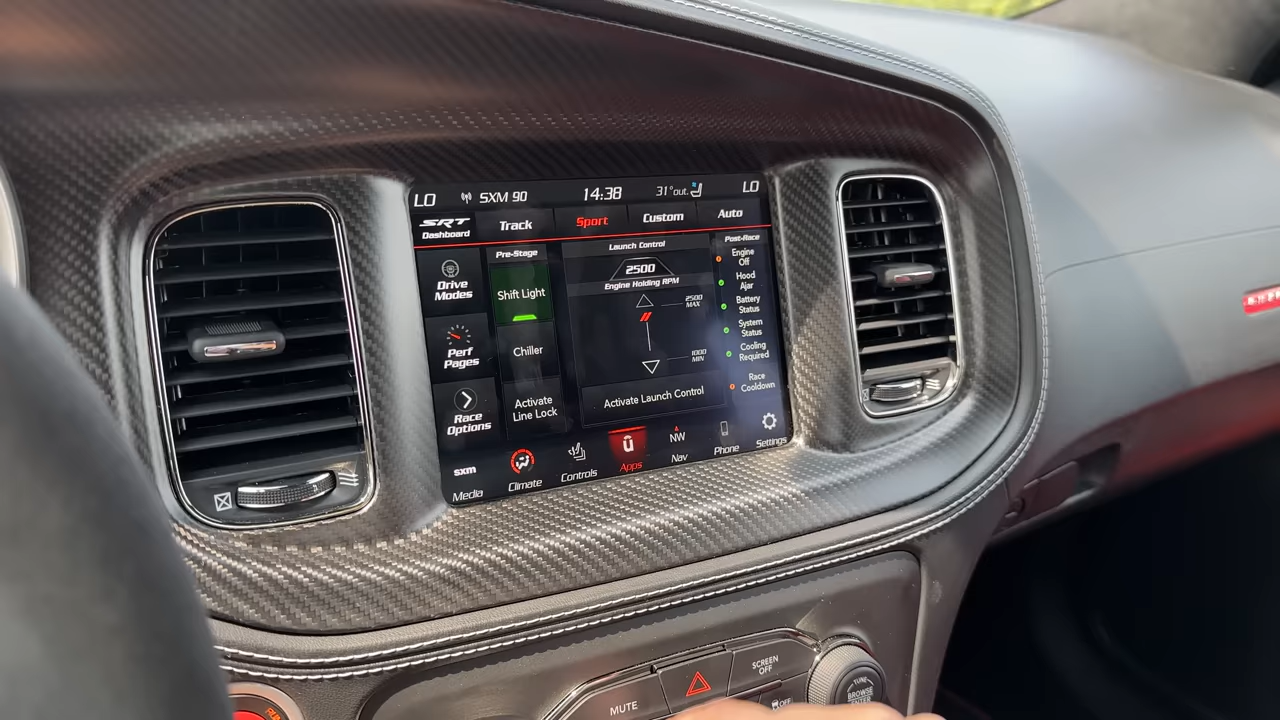 LO SXM 90 14:38 31°out. LO
SRT
Dashboard
Track Sport Custom Auto
Drive
Modes
Perf
Pages
Race
Options
Pre-Stage
Shift Light
Chiller
Activate
Line Lock
Launch Control
2500
Engine Holding RPM
2500
MAX
1000
MIN
Activate Launch Control
Post-Race
Engine
Off
Hood
Ajar
Battery
Status
System
Status
Cooling
Required
Race
Cooldown
sxm
Media
Climate
Controls
Apps
NW
Nav
Phone
Settings
MUTE
SCREEN
OFF
OFF
TUNE
BROWSE
ENTER
RUN